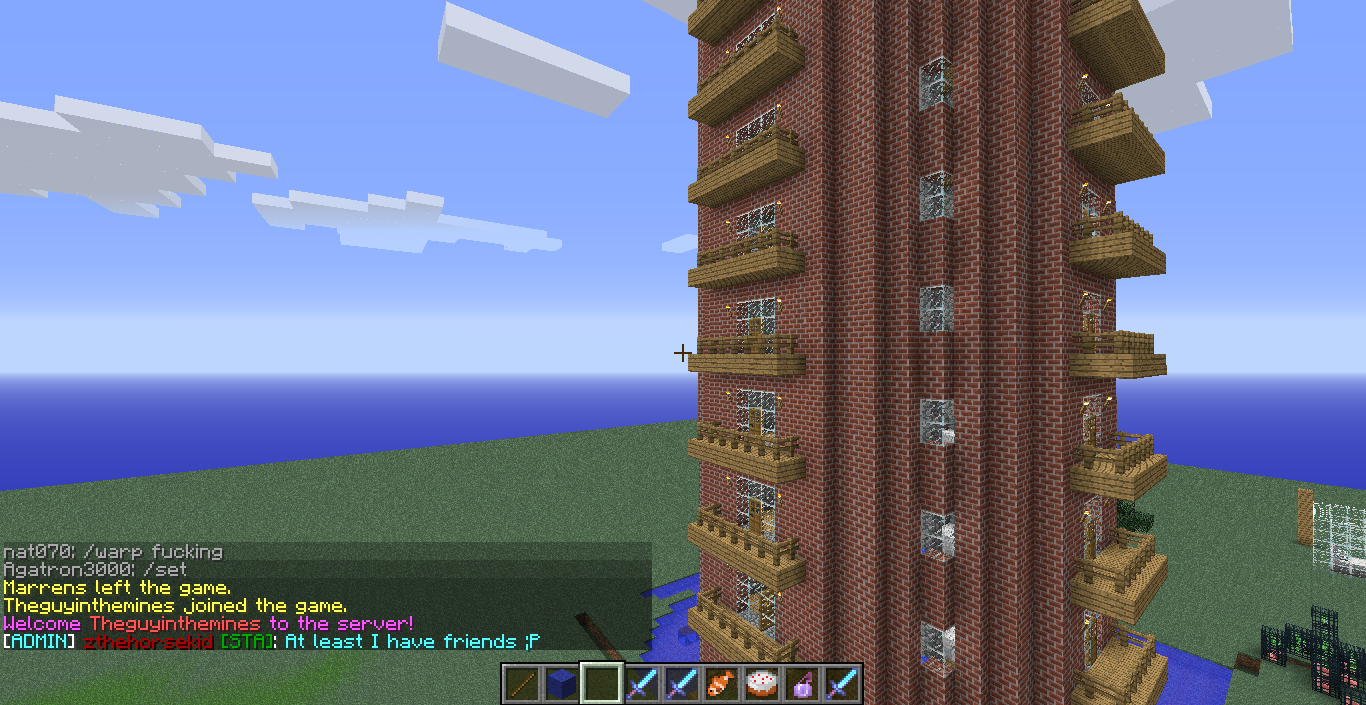 nat070: /warp fucking
Agatron3000: /set
Marrens left the game.
Theguyinthemines joined the game.
Welcome Theguyinthemines to the server!
[ADMIN] zthehorsekid [STA]: At least I have friends ;P